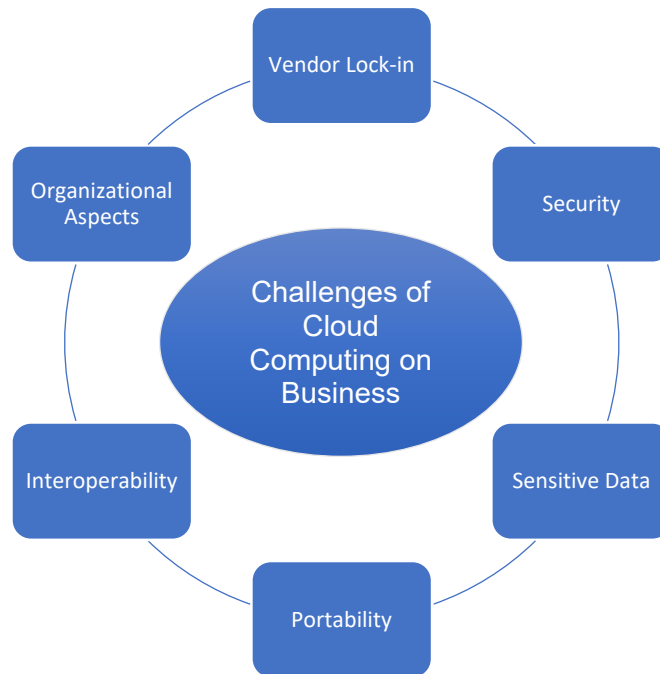 Vendor Lock-in
Organizational
Aspects
Security
Challenges of
Cloud
Computing on
Business
Interoperability
Sensitive Data
Portability